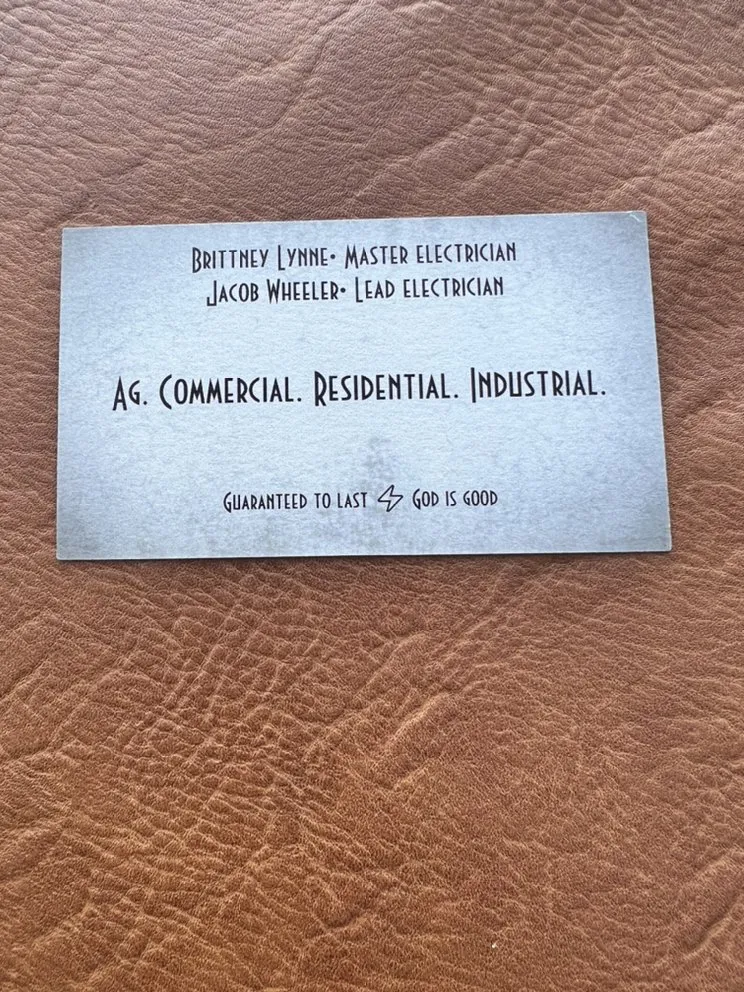 Brittney Lynne• Master electrician
Jacob Wheeler• Lead electrician
Ag. Commercial. Residential. Industrial.
Guaranteed to last God is good